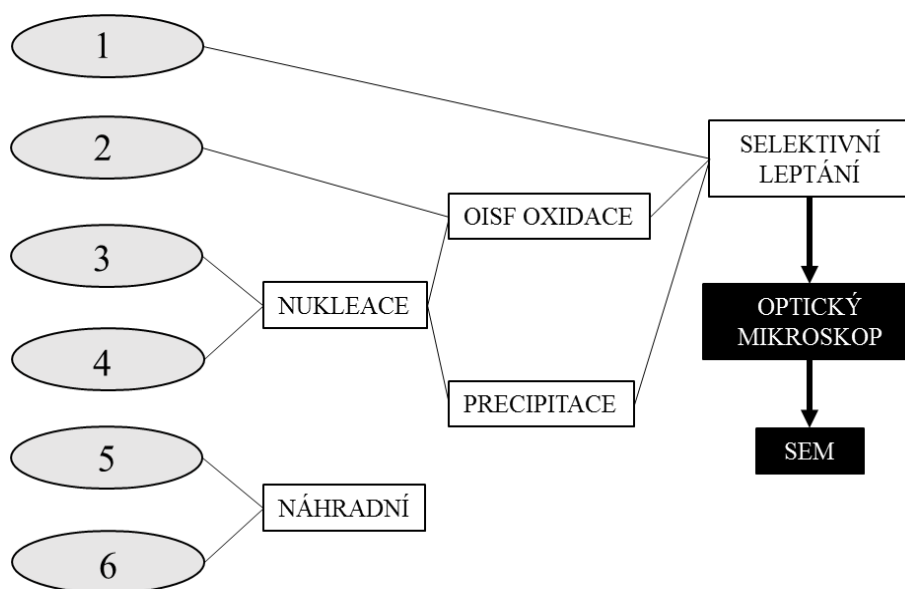 1
2
3
4
5
6
NUKLEACE
NÁHRADNÍ
OISF OXIDACE
PRECIPITACE
SELEKTIVNÍ
LEPTÁNÍ
OPTICKÝ
MIKROSKOP
SEM